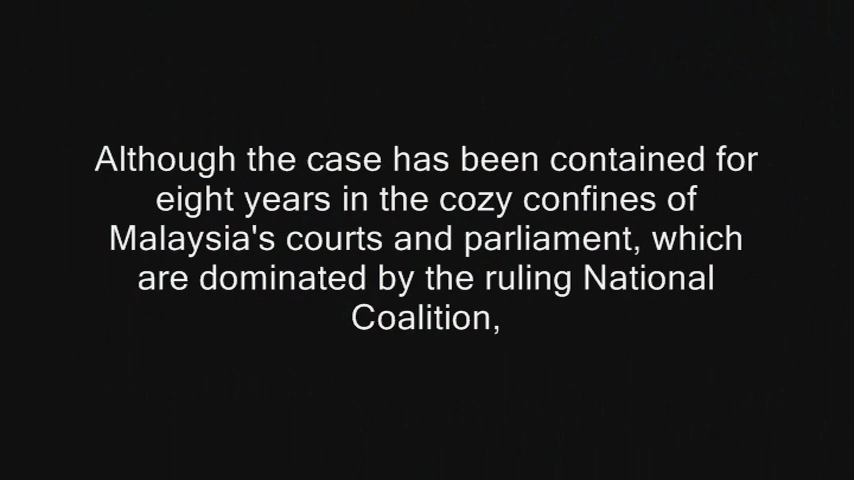 Although the case has been contained for
eight years in the cozy confines of
Malaysia's courts and parliament, which
are dominated by the ruling National
Coalition,